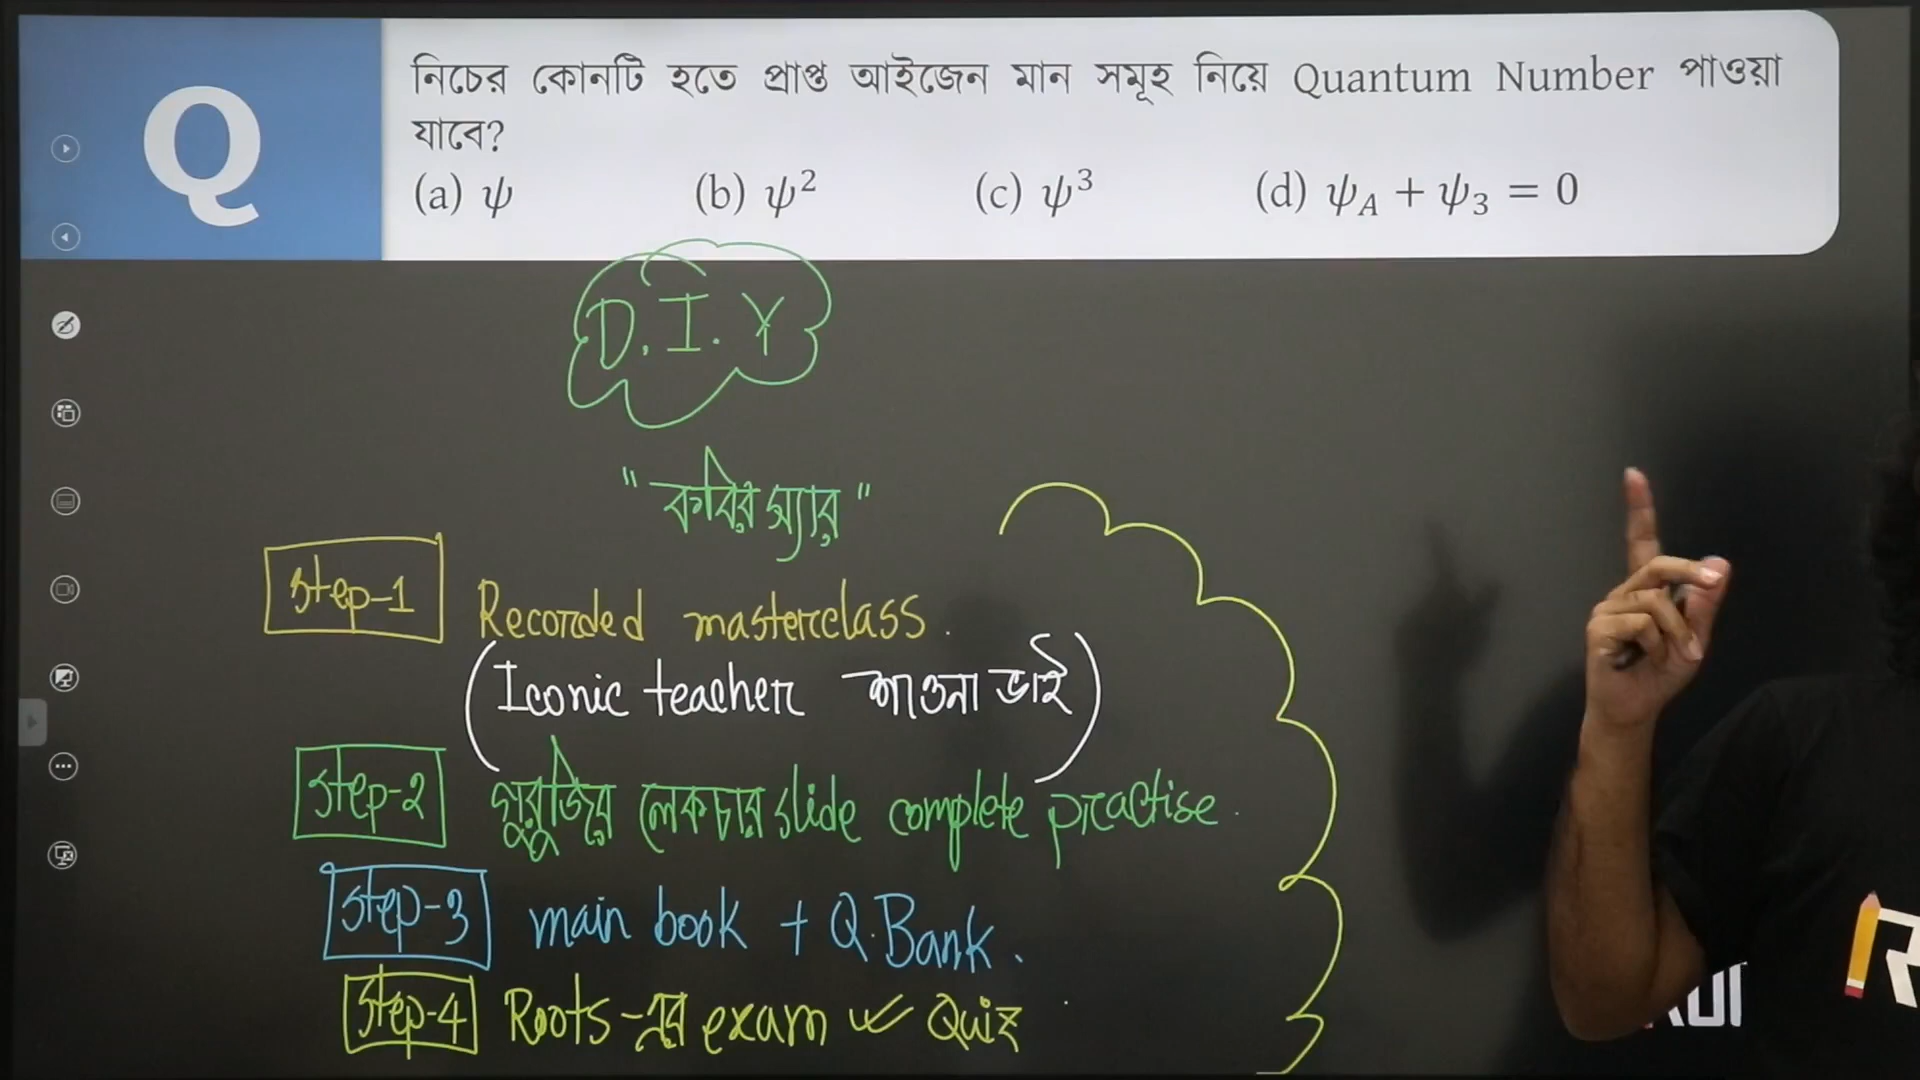 Q
নিচের কোনটি হতে প্রাপ্ত আইজেন মান সমূহ নিয়ে Quantum Number পাওয়া
যাবে?
(a) ψ (b) ψ² (c) ψ³ (d) ψ_A + ψ_3 = 0
D. I. Y
"কবির স্যার"
Step-1 Recorded masterclass.
(Iconic teacher শাওনা ভাই)
Step-2 গুরুজির লেকচার slide complete practise.
Step-3 main book + Q.Bank.
Step-4 Roots-এর exam Quiz